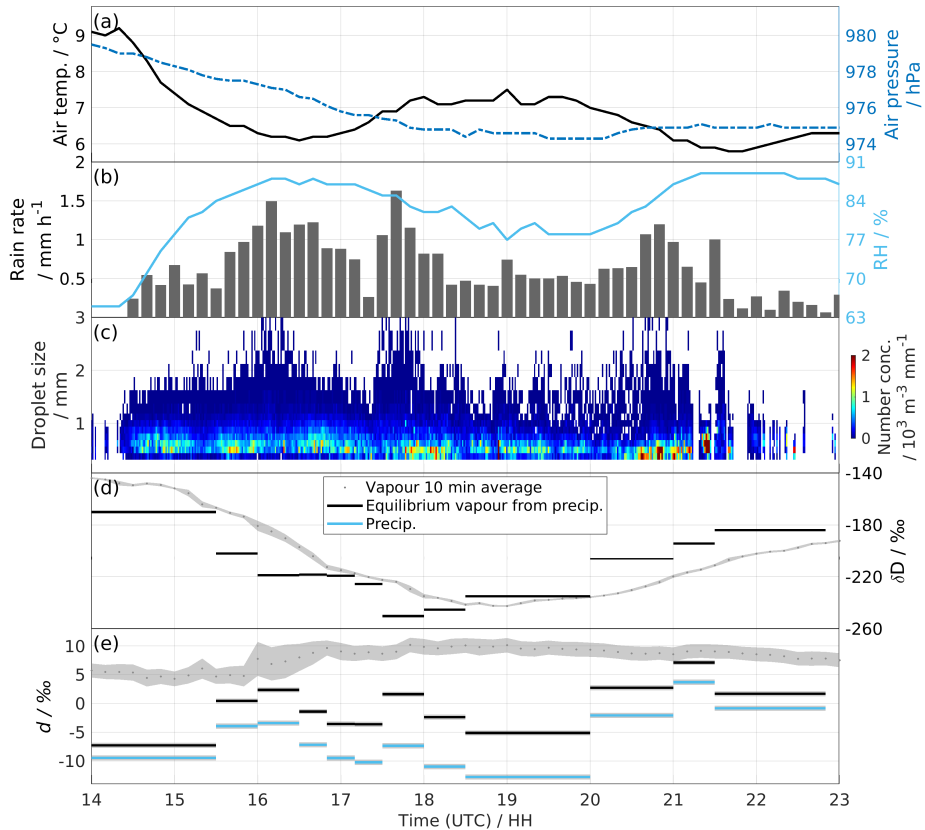 (a)
9
8
7
6
Air temp. / °C
980
978
976
974
Air pressure
/ hPa
(b)
2
1.5
1
0.5
Rain rate
/ mm h-1
91
84
77
70
63
RH / %
(c)
3
2
1
Droplet size
/ mm
2
1
0
Number conc.
/ 10³ m-3 mm-1
(d)
Vapour 10 min average
Equilibrium vapour from precip.
Precip.
-140
-180
-220
-260
δD / ‰
(e)
10
5
0
-5
-10
d / ‰
14 15 16 17 18 19 20 21 22 23
Time (UTC) / HH